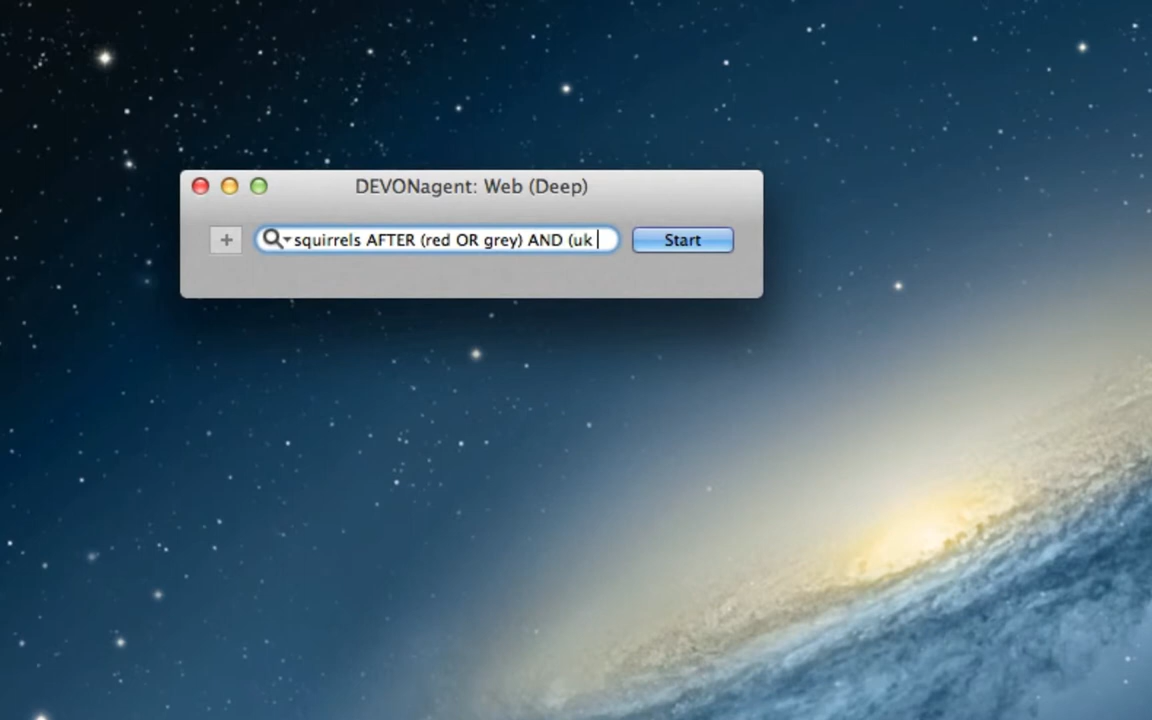 DEVONagent: Web (Deep)
+ squirrels AFTER (red OR grey) AND (uk Start